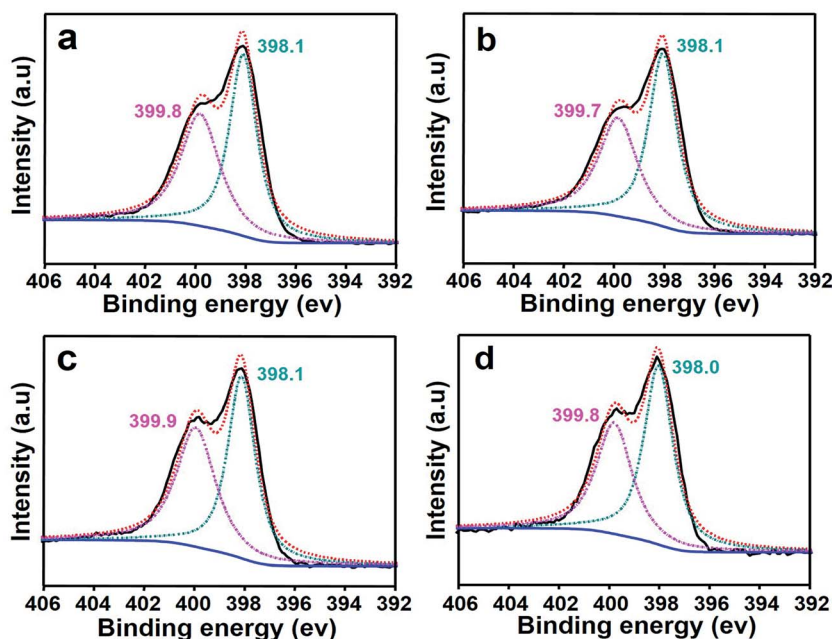 a
398.1
399.8
Intensity (a.u)
406 404 402 400 398 396 394 392
Binding energy (ev)
b
398.1
399.7
Intensity (a.u)
406 404 402 400 398 396 394 392
Binding energy (ev)
c
398.1
399.9
Intensity (a.u)
406 404 402 400 398 396 394 392
Binding energy (ev)
d
398.0
399.8
Intensity (a.u)
406 404 402 400 398 396 394 392
Binding energy (ev)